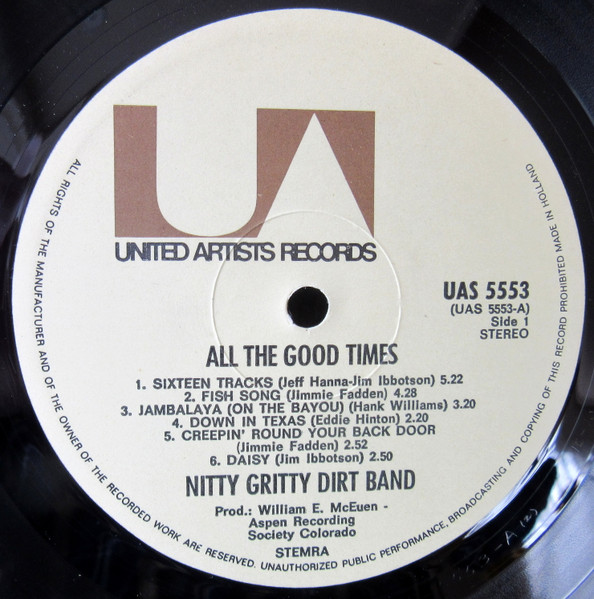 UA
UNITED ARTISTS RECORDS
UAS 5553
(UAS 5553-A)
Side 1
STEREO
ALL THE GOOD TIMES
1. SIXTEEN TRACKS (Jeff Hanna-Jim Ibbotson) 5.22
2. FISH SONG (Jimmie Fadden) 4.28
3. JAMBALAYA (ON THE BAYOU) (Hank Williams) 3.20
4. DOWN IN TEXAS (Eddie Hinton) 2.20
5. CREEPIN' ROUND YOUR BACK DOOR
(Jimmie Fadden) 2.52
6. DAISY (Jim Ibbotson) 2.50
NITTY GRITTY DIRT BAND
Prod.: William E. McEuen -
Aspen Recording
Society Colorado
STEMRA
ALL RIGHTS OF THE MANUFACTURER AND OF THE OWNER OF THE RECORDED WORK ARE RESERVED. UNAUTHORIZED PUBLIC PERFORMANCE, BROADCASTING AND COPYING OF THIS RECORD PROHIBITED MADE IN HOLLAND